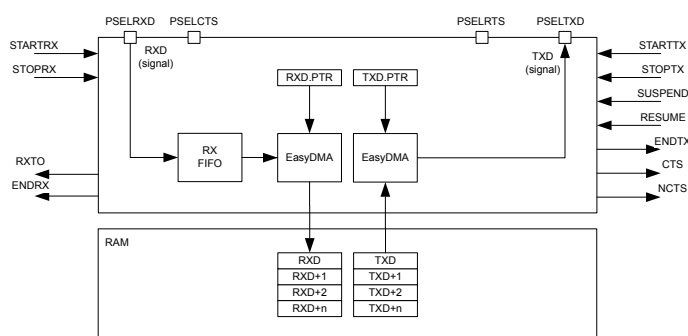 PSELRXD PSELCTS PSELRTS PSELTXD
STARTRX
STOPRX
RXTO
ENDRX
RXD
(signal)
RX
FIFO
RXD.PTR
TXD.PTR
EasyDMA
EasyDMA
TXD
(signal)
STARTTX
STOPTX
SUSPEND
RESUME
ENDTX
CTS
NCTS
RAM
RXD
RXD+1
RXD+2
RXD+n
TXD
TXD+1
TXD+2
TXD+n